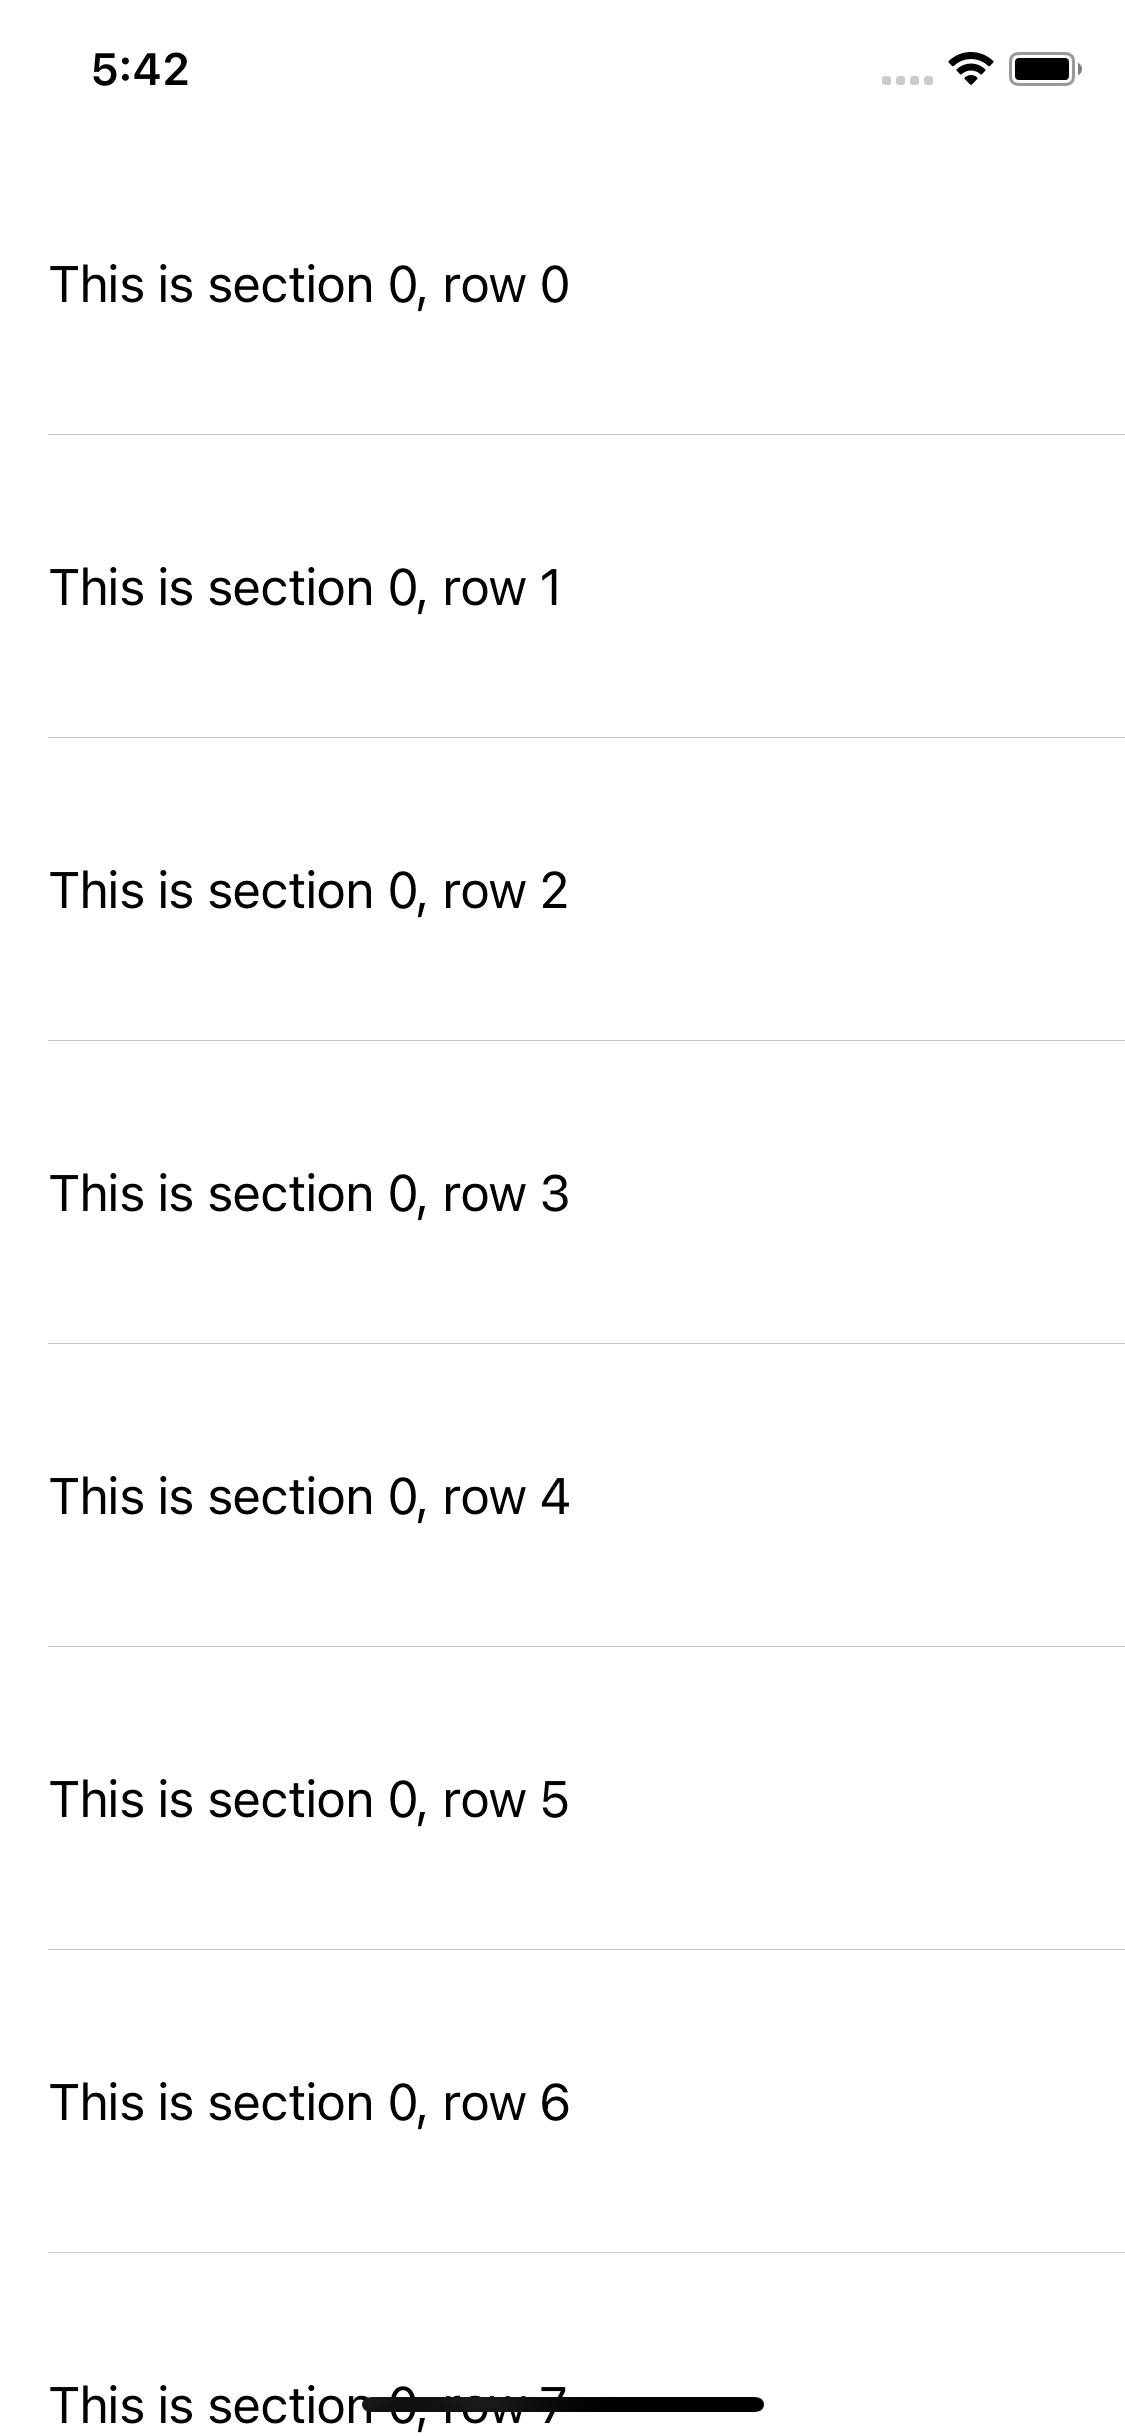 5:42
This is section 0, row 0
This is section 0, row 1
This is section 0, row 2
This is section 0, row 3
This is section 0, row 4
This is section 0, row 5
This is section 0, row 6
This is section 0, row 7